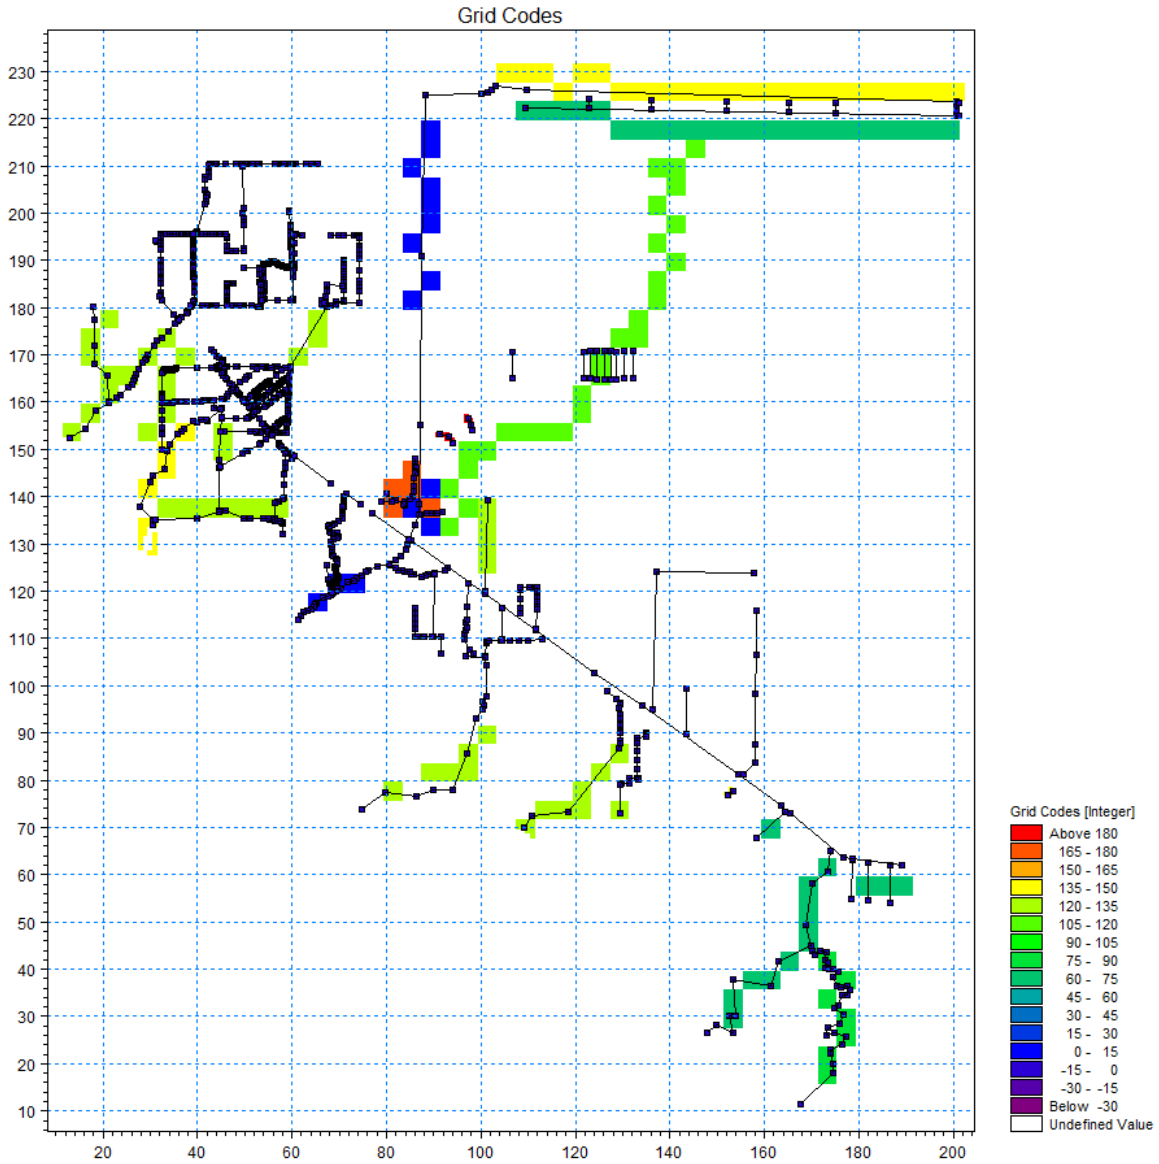 Grid Codes
230
220
210
200
190
180
170
160
150
140
130
120
110
100
90
80
70
60
50
40
30
20
10
20 40 60 80 100 120 140 160 180 200
Grid Codes [Integer]
Above 180
165 - 180
150 - 165
135 - 150
120 - 135
105 - 120
90 - 105
75 - 90
60 - 75
45 - 60
30 - 45
15 - 30
0 - 15
-15 - 0
-30 - -15
Below -30
Undefined Value